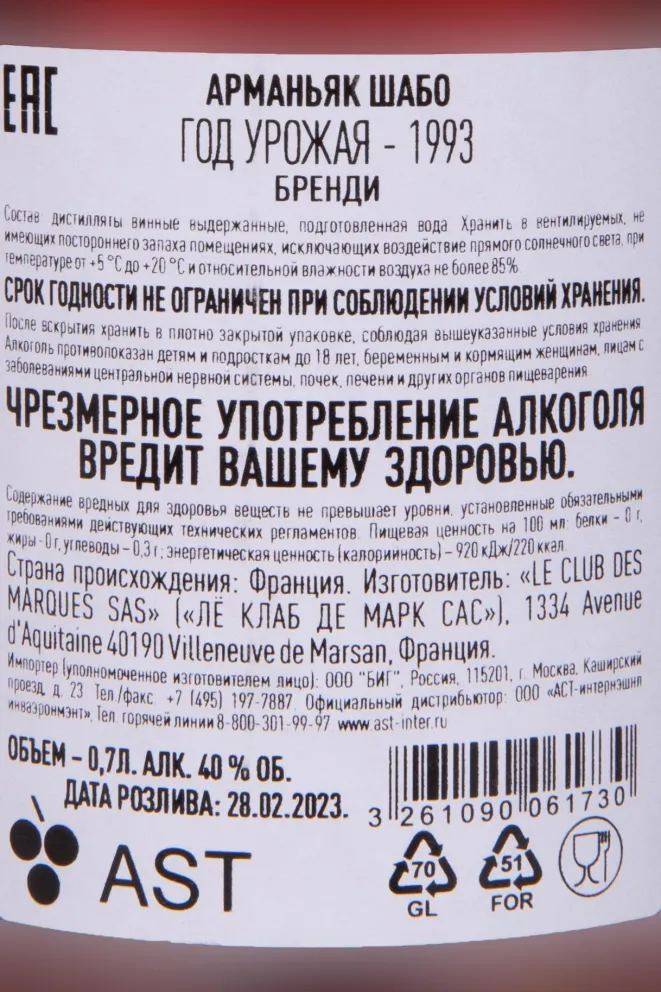 EAC
АРМАНЬЯК ШАБО
ГОД УРОЖАЯ - 1993
БРЕНДИ
Состав: дистилляты винные выдержанные, подготовленная вода. Хранить в вентилируемых, не
имеющих постороннего запаха помещениях, исключающих воздействие прямого солнечного света, при
температуре от +5 °C до +20 °C и относительной влажности воздуха не более 85%.
СРОК ГОДНОСТИ НЕ ОГРАНИЧЕН ПРИ СОБЛЮДЕНИИ УСЛОВИЙ ХРАНЕНИЯ.
После вскрытия хранить в плотно закрытой упаковке, соблюдая вышеуказанные условия хранения.
Алкоголь противопоказан детям и подросткам до 18 лет, беременным и кормящим женщинам, лицам с
заболеваниями центральной нервной системы, почек, печени и других органов пищеварения.
ЧРЕЗМЕРНОЕ УПОТРЕБЛЕНИЕ АЛКОГОЛЯ
ВРЕДИТ ВАШЕМУ ЗДОРОВЬЮ.
Содержание вредных для здоровья веществ не превышает уровни, установленные обязательными
требованиями действующих технических регламентов. Пищевая ценность на 100 мл: белки - 0 г,
жиры - 0 г, углеводы – 0,3 г; энергетическая ценность (калорийность) – 920 кДж/220 ккал.
Страна происхождения: Франция. Изготовитель: «LE CLUB DES
MARQUES SAS» («ЛЁ КЛАБ ДЕ МАРК САС»), 1334 Avenue
d'Aquitaine 40190 Villeneuve de Marsan, Франция.
Импортер (уполномоченное изготовителем лицо): ООО "БИГ", Россия, 115201, г. Москва, Каширский
проезд, д. 23 Тел/факс: +7 (495) 197-7887. Официальный дистрибьютор: ООО «АСТ-интернэшнл
инваэронмэнт», Тел. горячей линии 8-800-301-99-97 www.ast-inter.ru
ОБЪЕМ – 0,7Л. АЛК. 40 % ОБ.
ДАТА РОЗЛИВА: 28.02.2023.
3 261090 061730
AST
70
GL
51
FOR